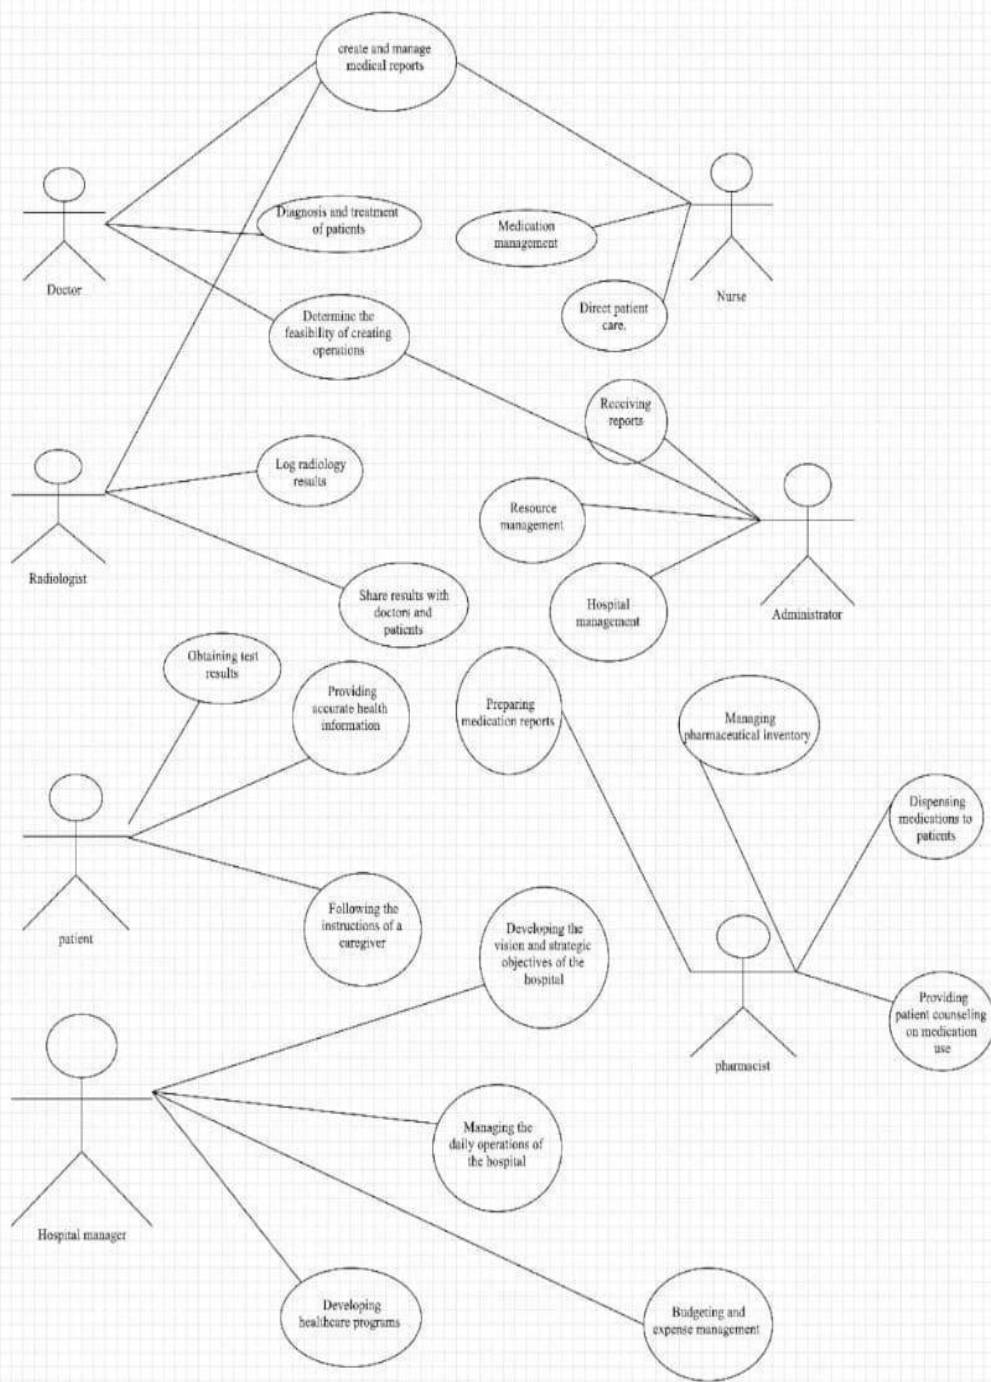 create and manage
medical reports
Doctor
Diagnosis and treatment
of patients
Medication
management
Nurse
Direct patient
care.
Determine the
feasibility of creating
operations
Receiving
reports
Log radiology
results
Resource
management
Radiologist
Share results with
doctors and
patients
Hospital
management
Administrator
Obtaining test
results
Providing
accurate health
information
Preparing
medication reports
Managing
pharmaceutical inventory
Dispensing
medications to
patients
patient
Following the
instructions of a
caregiver
Developing the
vision and strategic
objectives of the
hospital
pharmacist
Providing
patient counseling
on medication
use
Managing the
daily operations of
the hospital
Hospital manager
Developing
healthcare programs
Budgeting and
expense management